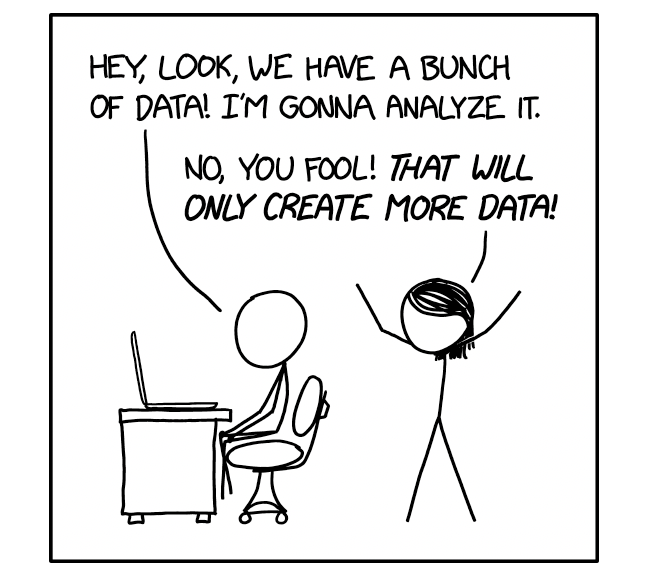 HEY, LOOK, WE HAVE A BUNCH
OF DATA! I'M GONNA ANALYZE IT.
NO, YOU FOOL! THAT WILL
ONLY CREATE MORE DATA!